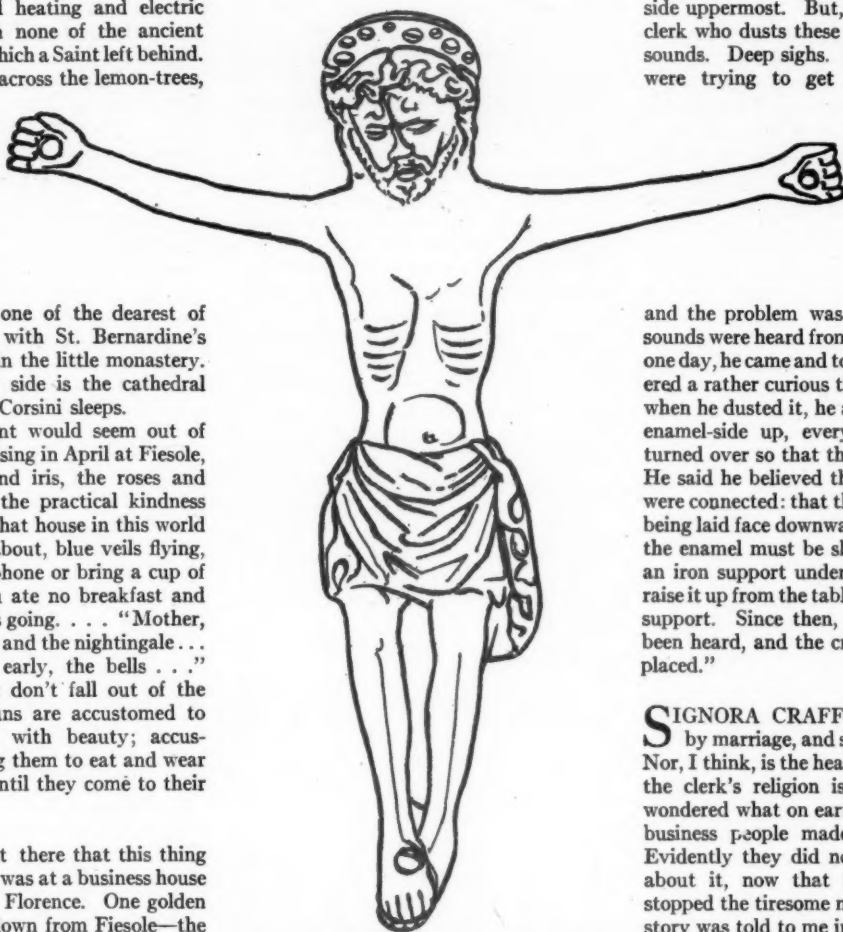 heating and electric
none of the ancient
hich a Saint left behind.
across the lemon-trees,
one of the dearest of
with St. Bernardine's
n the little monastery.
side is the cathedral
Corsini sleeps.
nt would seem out of
sing in April at Fiesole,
nd iris, the roses and
the practical kindness
hat house in this world
bout, blue veils flying,
hone or bring a cup of
ate no breakfast and
going. . . . "Mother,
and the nightingale . . .
early, the bells . . ."
don't fall out of the
ns are accustomed to
with beauty; accus-
g them to eat and wear
ntil they come to their
t there that this thing
was at a business house
Florence. One golden
own from Fiesole—the
side uppermost. But,
clerk who dusts these
sounds. Deep sighs.
were trying to get
and the problem was
sounds were heard from
one day, he came and to
ered a rather curious t
when he dusted it, he a
enamel-side up, every
turned over so that th
He said he believed th
were connected: that th
being laid face downwa
the enamel must be sh
an iron support under
raise it up from the tabl
support. Since then,
been heard, and the cr
placed."
SIGNORA CRAFF
by marriage, and s
Nor, I think, is the hea
the clerk's religion is
wondered what on ear
business people made
Evidently they did no
about it, now that
stopped the tiresome n
story was told to me i